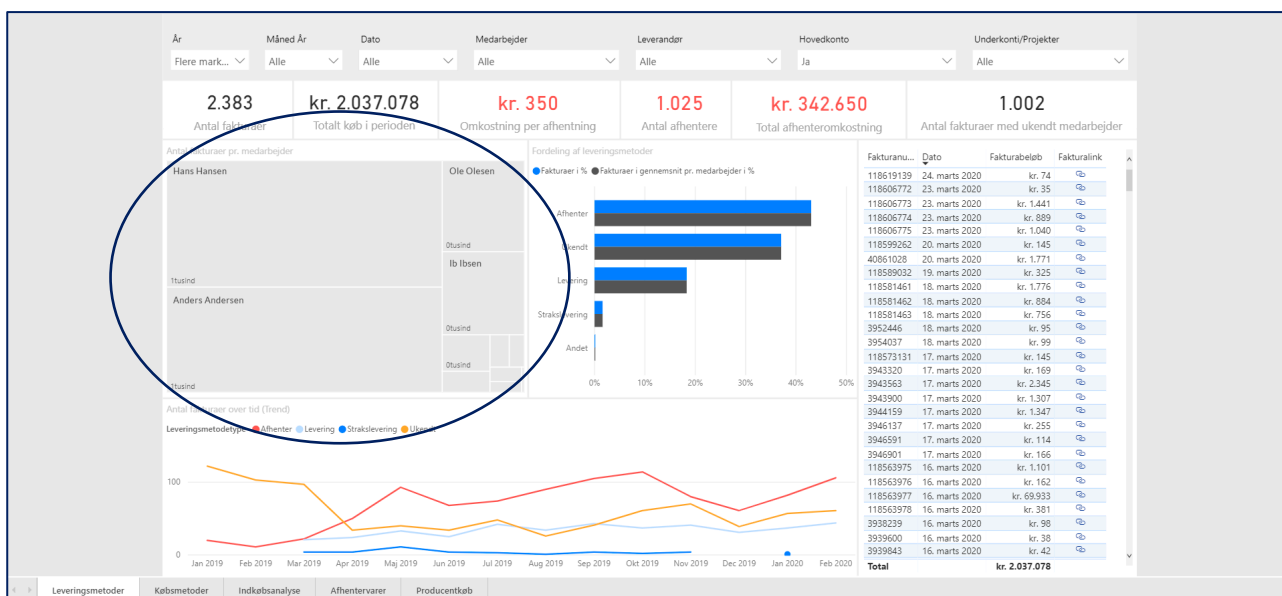 År Måned År Dato Medarbejder Leverandør Hovedkonto Underkonti/Projekter
Flere mark... Alle Alle Alle Alle Ja Alle
2.383 kr. 2.037.078 kr. 350 1.025 kr. 342.650 1.002
Antal fakturaer Totalt køb i perioden Omkostning per afhentning Antal afhentere Total afhenteromkostning Antal fakturaer med ukendt medarbejder
Antal fakturaer pr. medarbejder
Hans Hansen
1tusind
Anders Andersen
1tusind
Ole Olesen
0tusind
Ib Ibsen
0tusind
0tusind
Fordeling af leveringsmetoder
Fakturaer i % Fakturaer i gennemsnit pr. medarbejder i %
Afhenter
Ukendt
Levering
Strakslevering
Andet
0% 10% 20% 30% 40% 50%
Fakturanu... Dato Fakturabeløb Fakturalink
118619139 24. marts 2020 kr. 74
118606772 23. marts 2020 kr. 35
118606773 23. marts 2020 kr. 1.441
118606774 23. marts 2020 kr. 889
118606775 23. marts 2020 kr. 1.040
118599262 20. marts 2020 kr. 145
40861028 20. marts 2020 kr. 1.771
118589032 19. marts 2020 kr. 325
118581461 18. marts 2020 kr. 1.776
118581462 18. marts 2020 kr. 884
118581463 18. marts 2020 kr. 756
3952446 18. marts 2020 kr. 95
3954037 18. marts 2020 kr. 99
118573131 17. marts 2020 kr. 145
3943320 17. marts 2020 kr. 169
3943563 17. marts 2020 kr. 2.345
3943900 17. marts 2020 kr. 1.307
3944159 17. marts 2020 kr. 1.347
3946137 17. marts 2020 kr. 255
3946591 17. marts 2020 kr. 114
3946901 17. marts 2020 kr. 166
118563975 16. marts 2020 kr. 1.101
118563976 16. marts 2020 kr. 162
118563977 16. marts 2020 kr. 69.933
118563978 16. marts 2020 kr. 381
3938239 16. marts 2020 kr. 98
3939600 16. marts 2020 kr. 38
3939843 16. marts 2020 kr. 42
Total kr. 2.037.078
Antal fakturaer over tid (Trend)
Leveringsmetodetype Afhenter Levering Strakslevering Ukendt
100
0
Jan 2019 Feb 2019 Mar 2019 Apr 2019 Maj 2019 Jun 2019 Jul 2019 Aug 2019 Sep 2019 Okt 2019 Nov 2019 Dec 2019 Jan 2020 Feb 2020
Leveringsmetoder Købsmetoder Indkøbsanalyse Afhentervarer Producentkøb